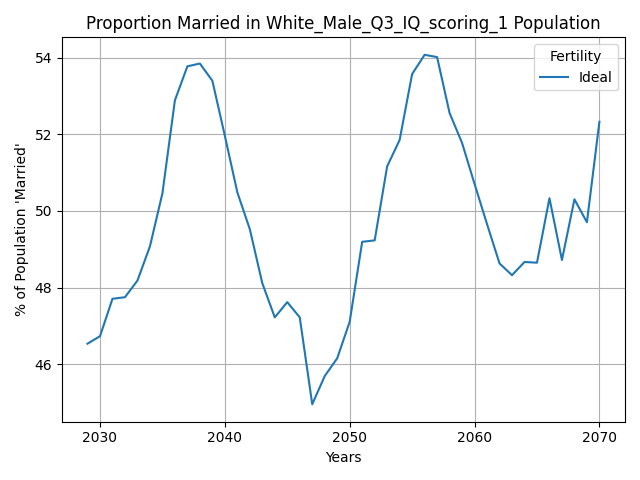 Proportion Married in White_Male_Q3_IQ_scoring_1 Population
Fertility
Ideal
54
52
50
48
46
% of Population 'Married'
2030 2040 2050 2060 2070
Years